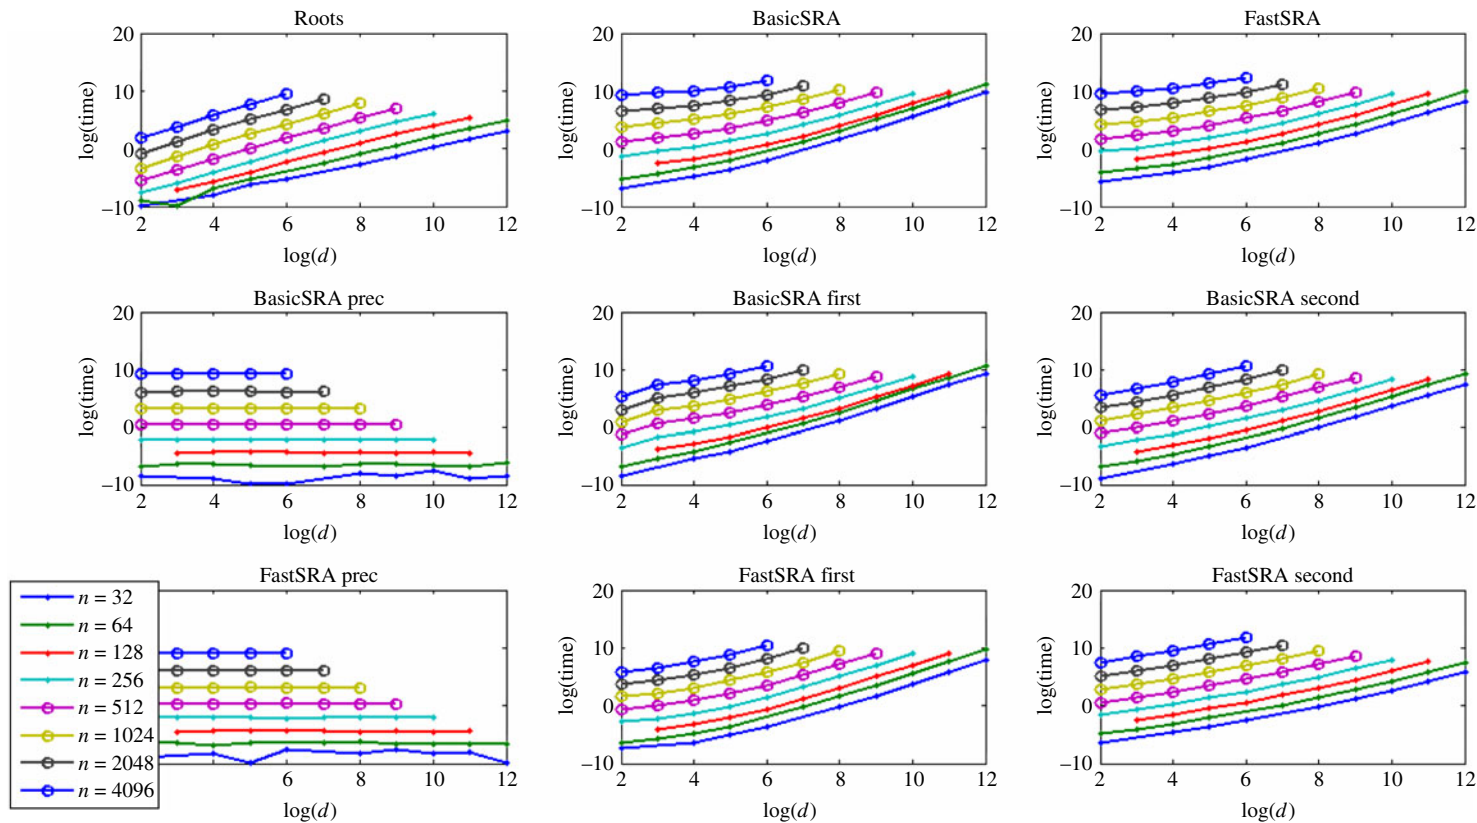 Roots
20
10
0
−10
log(time)
2 4 6 8 10 12
log(d)
BasicSRA
20
10
0
−10
log(time)
2 4 6 8 10 12
log(d)
FastSRA
20
10
0
−10
log(time)
2 4 6 8 10 12
log(d)
BasicSRA prec
20
10
0
−10
log(time)
2 4 6 8 10 12
log(d)
BasicSRA first
20
10
0
−10
log(time)
2 4 6 8 10 12
log(d)
BasicSRA second
20
10
0
−10
log(time)
2 4 6 8 10 12
log(d)
FastSRA prec
n = 32
n = 64
n = 128
n = 256
n = 512
n = 1024
n = 2048
n = 4096
6 8 10 12
log(d)
FastSRA first
20
10
0
−10
log(time)
2 4 6 8 10 12
log(d)
FastSRA second
20
10
0
−10
log(time)
2 4 6 8 10 12
log(d)